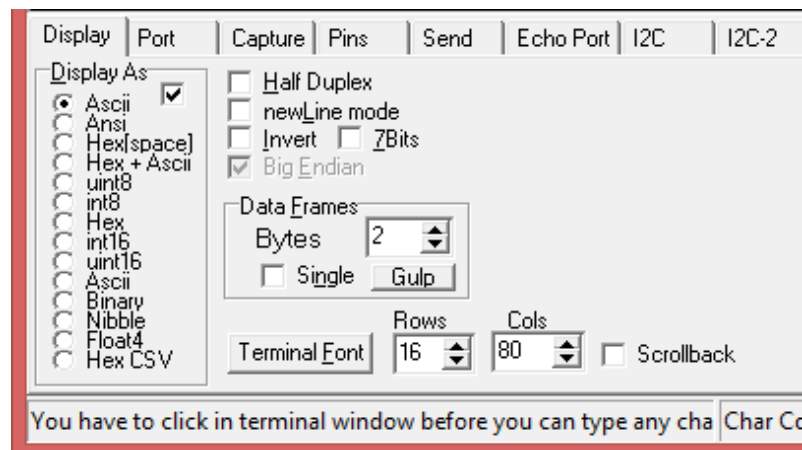 Display Port Capture Pins Send Echo Port I2C I2C-2
Display As
Ascii
Ansi
Hex[space]
Hex + Ascii
uint8
int8
Hex
int16
uint16
Ascii
Binary
Nibble
Float4
Hex CSV
Half Duplex
newLine mode
Invert 7Bits
Big Endian
Data Frames
Bytes 2
Single Gulp
Rows Cols
Terminal Font 16 80 Scrollback
You have to click in terminal window before you can type any cha Char Co